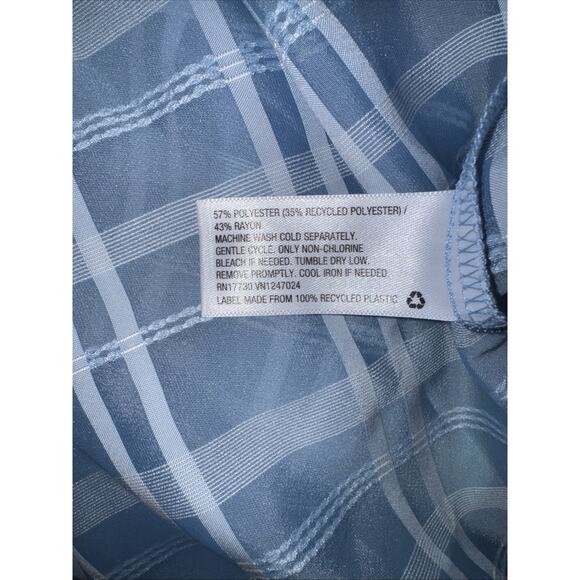 57% POLYESTER (35% RECYCLED POLYESTER) /
43% RAYON
MACHINE WASH COLD SEPARATELY.
GENTLE CYCLE. ONLY NON-CHLORINE
BLEACH IF NEEDED. TUMBLE DRY LOW.
REMOVE PROMPTLY. COOL IRON IF NEEDED.
RN17730 VN1247024
LABEL MADE FROM 100% RECYCLED PLASTIC